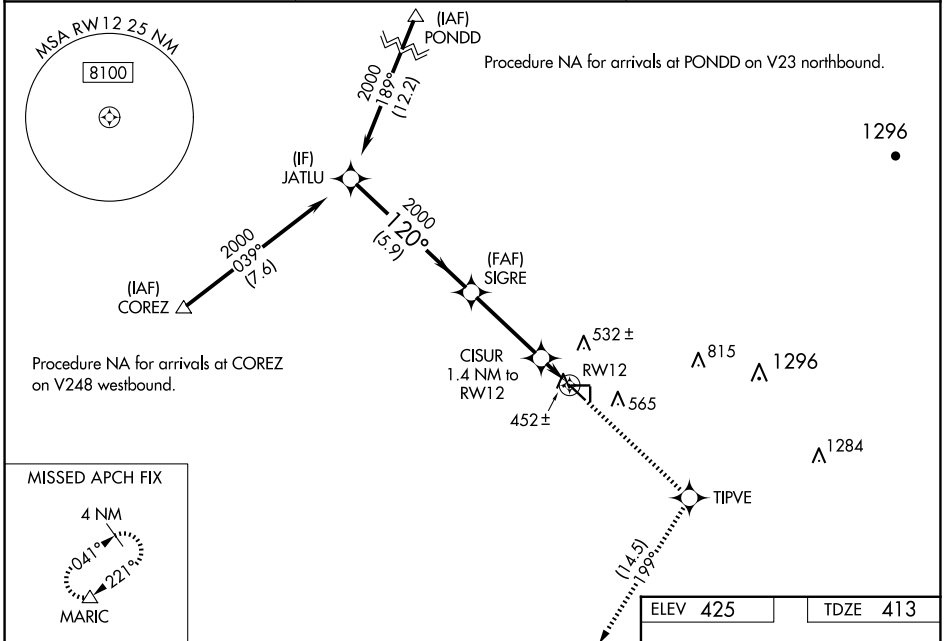 MSA RW12 25 NM
8100
(IAF)
PONDD
2000
189°
(12.2)
Procedure NA for arrivals at PONDD on V23 northbound.
1296
(IF)
JATLU
2000
120°
(5.9)
2000
039°
(7.6)
(IAF)
COREZ
(FAF)
SIGRE
Procedure NA for arrivals at COREZ
on V248 westbound.
CISUR
1.4 NM to
RW12
532 ±
RW12
815
1296
452 ±
565
1284
MISSED APCH FIX
4 NM
041°
221°
MARIC
TIPVE
(14.5)
199°
ELEV 425
TDZE 413